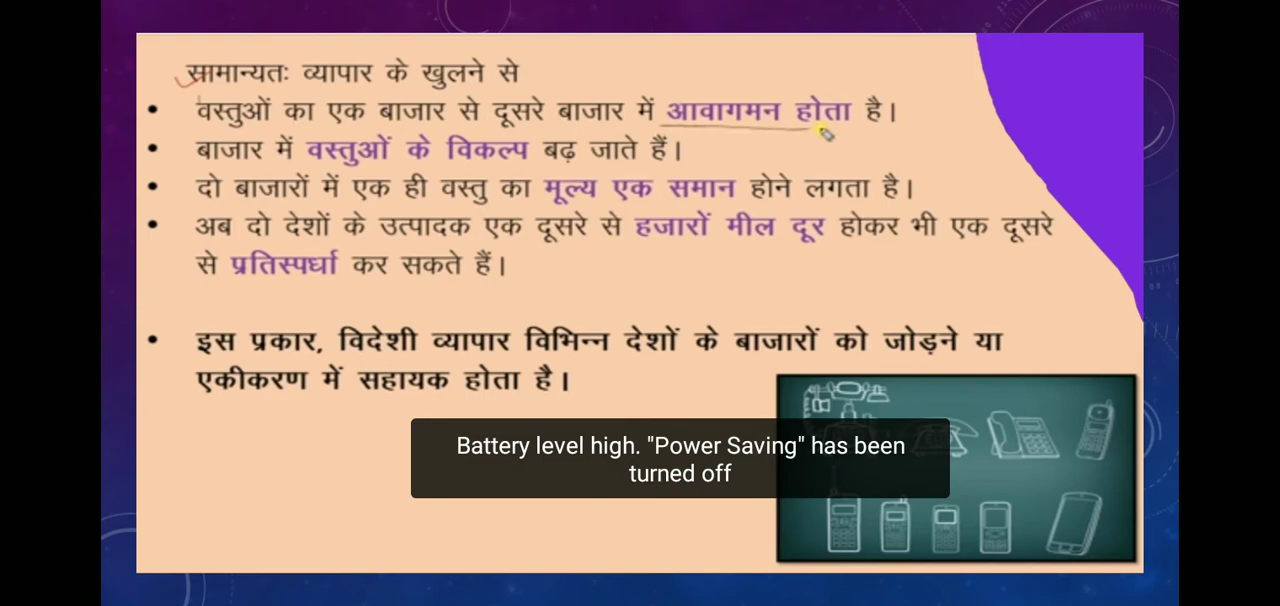 सामान्यतः व्यापार के खुलने से
• वस्तुओं का एक बाजार से दूसरे बाजार में आवागमन होता है।
• बाजार में वस्तुओं के विकल्प बढ़ जाते हैं।
• दो बाजारों में एक ही वस्तु का मूल्य एक समान होने लगता है।
• अब दो देशों के उत्पादक एक दूसरे से हजारों मील दूर होकर भी एक दूसरे
से प्रतिस्पर्धा कर सकते हैं।
• इस प्रकार, विदेशी व्यापार विभिन्न देशों के बाजारों को जोड़ने या
एकीकरण में सहायक होता है।
Battery level high. "Power Saving" has been
turned off